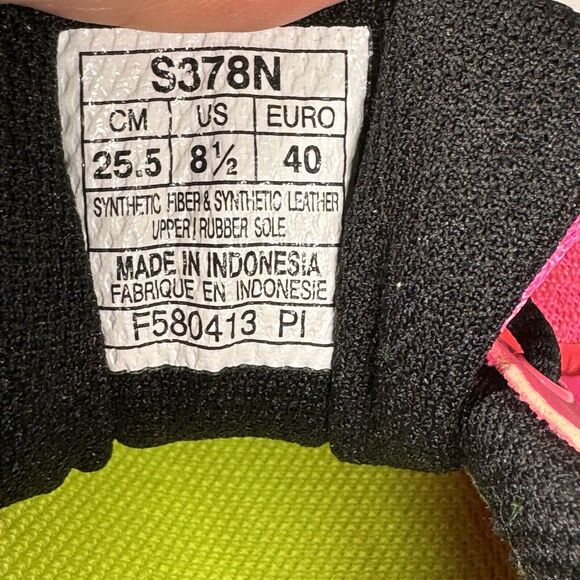 S378N
CM US EURO
25.5 8½ 40
SYNTHETIC FIBER & SYNTHETIC LEATHER
UPPER / RUBBER SOLE
MADE IN INDONESIA
FABRIQUE EN INDONESIE
F580413 PI